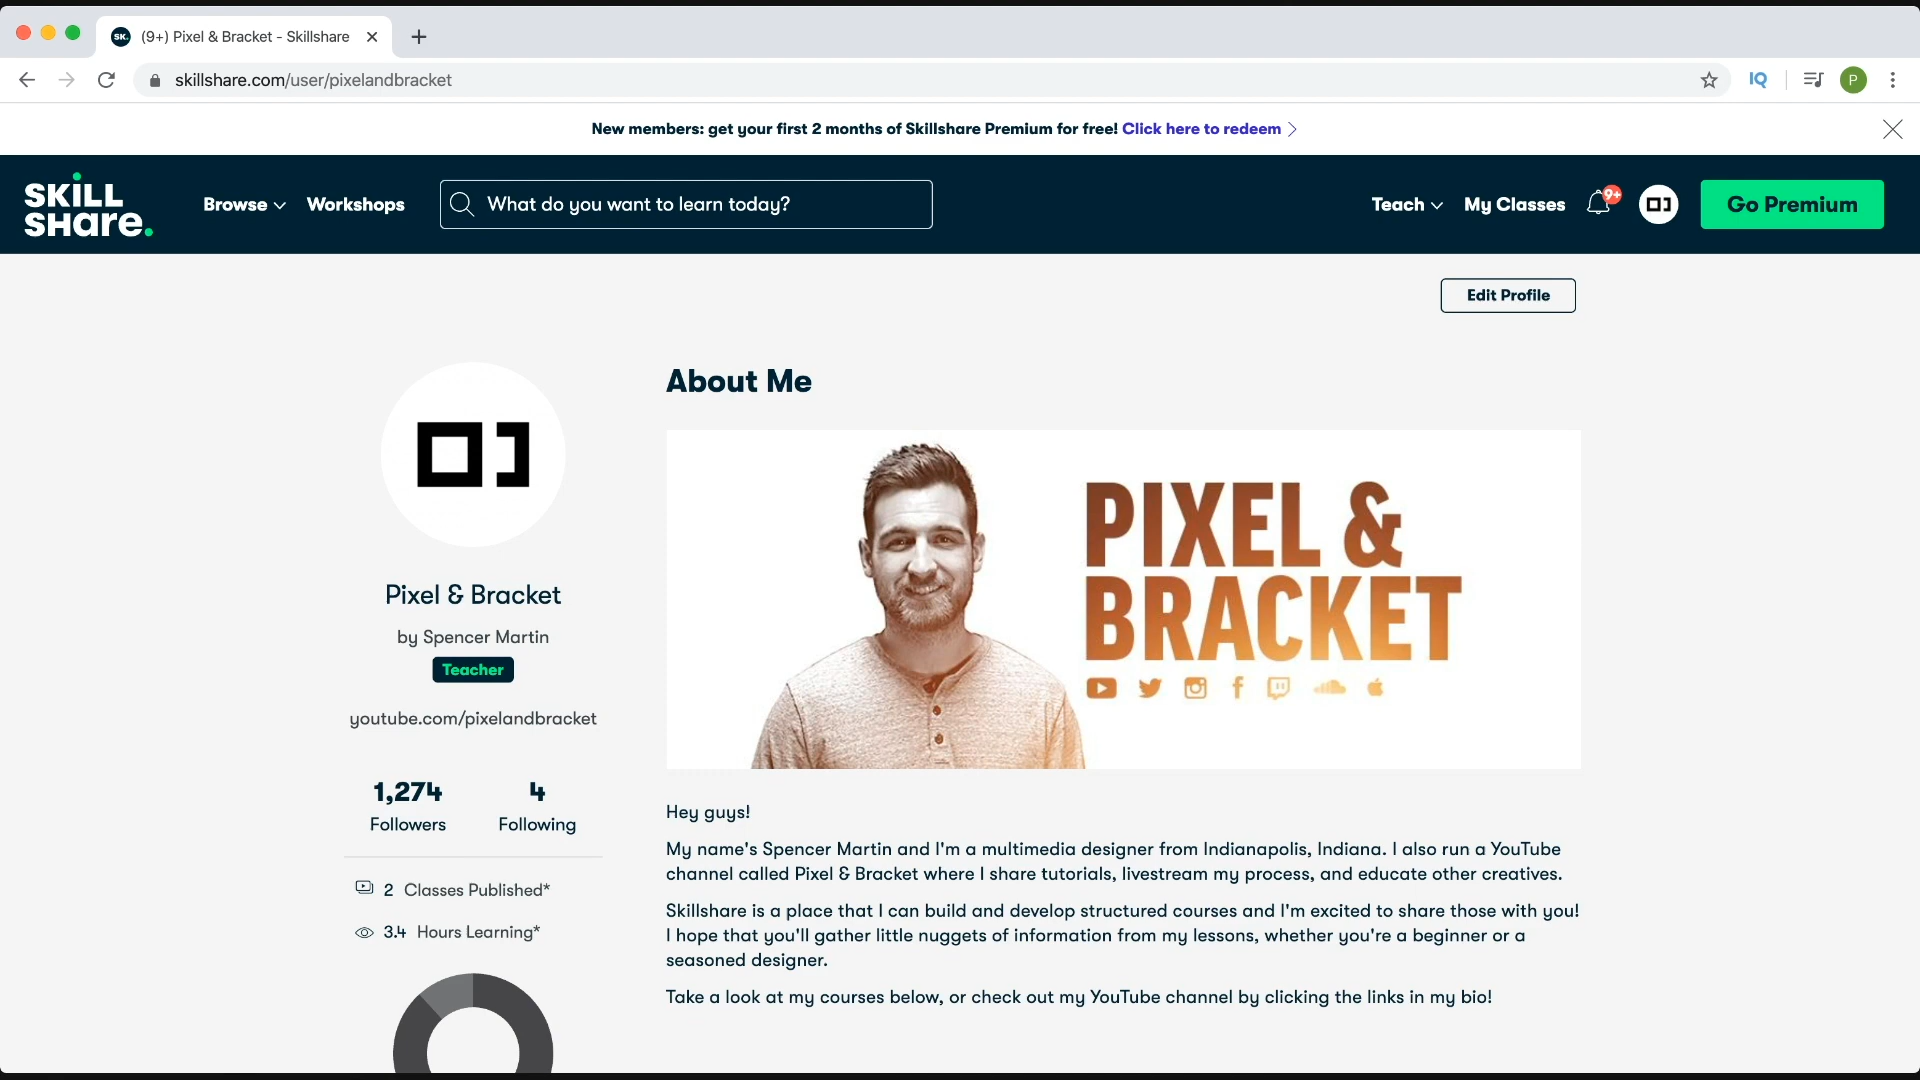 SK. (9+) Pixel & Bracket - Skillshare
skillshare.com/user/pixelandbracket
IQ
P
New members: get your first 2 months of Skillshare Premium for free! Click here to redeem
SKILL
SHare.
Browse
Workshops
What do you want to learn today?
Teach
My Classes
9+
Go Premium
Edit Profile
About Me
PIXEL &
BRACKET
Pixel & Bracket
by Spencer Martin
Teacher
youtube.com/pixelandbracket
1,274
Followers
4
Following
2 Classes Published*
3.4 Hours Learning*
Hey guys!
My name's Spencer Martin and I'm a multimedia designer from Indianapolis, Indiana. I also run a YouTube
channel called Pixel & Bracket where I share tutorials, livestream my process, and educate other creatives.
Skillshare is a place that I can build and develop structured courses and I'm excited to share those with you!
I hope that you'll gather little nuggets of information from my lessons, whether you're a beginner or a
seasoned designer.
Take a look at my courses below, or check out my YouTube channel by clicking the links in my bio!